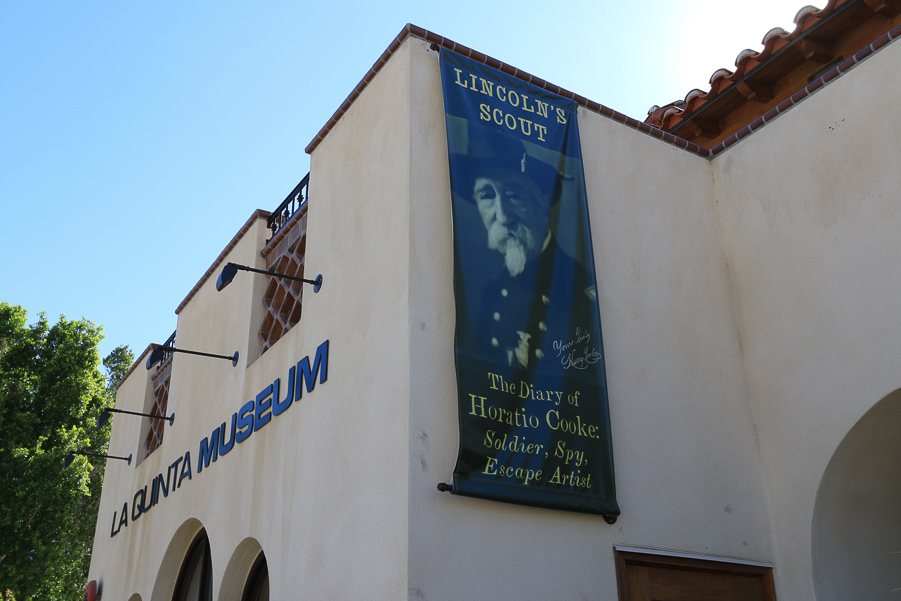 LINCOLN'S
SCOUT
The Diary of
Horatio Cooke:
Soldier, Spy,
Escape Artist
LA QUINTA MUSEUM